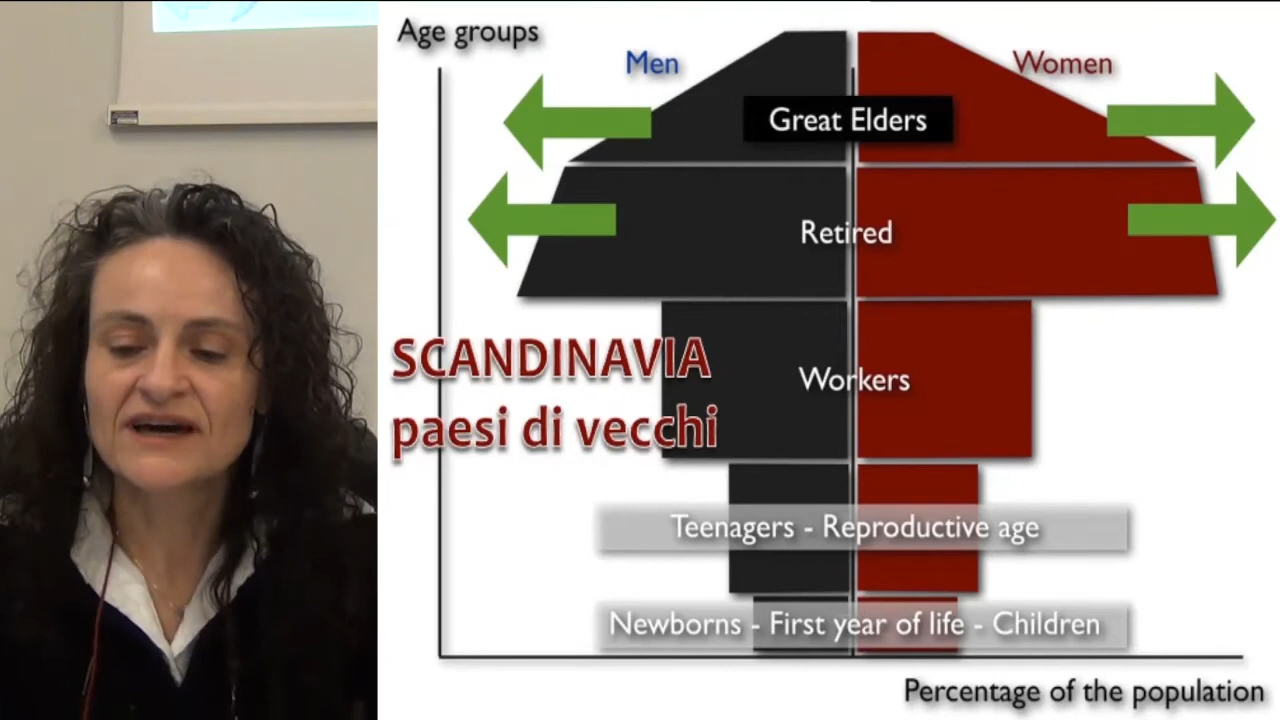 Age groups
Men
Women
Great Elders
Retired
SCANDINAVIA
paesi di vecchi
Workers
Teenagers - Reproductive age
Newborns - First year of life - Children
Percentage of the population